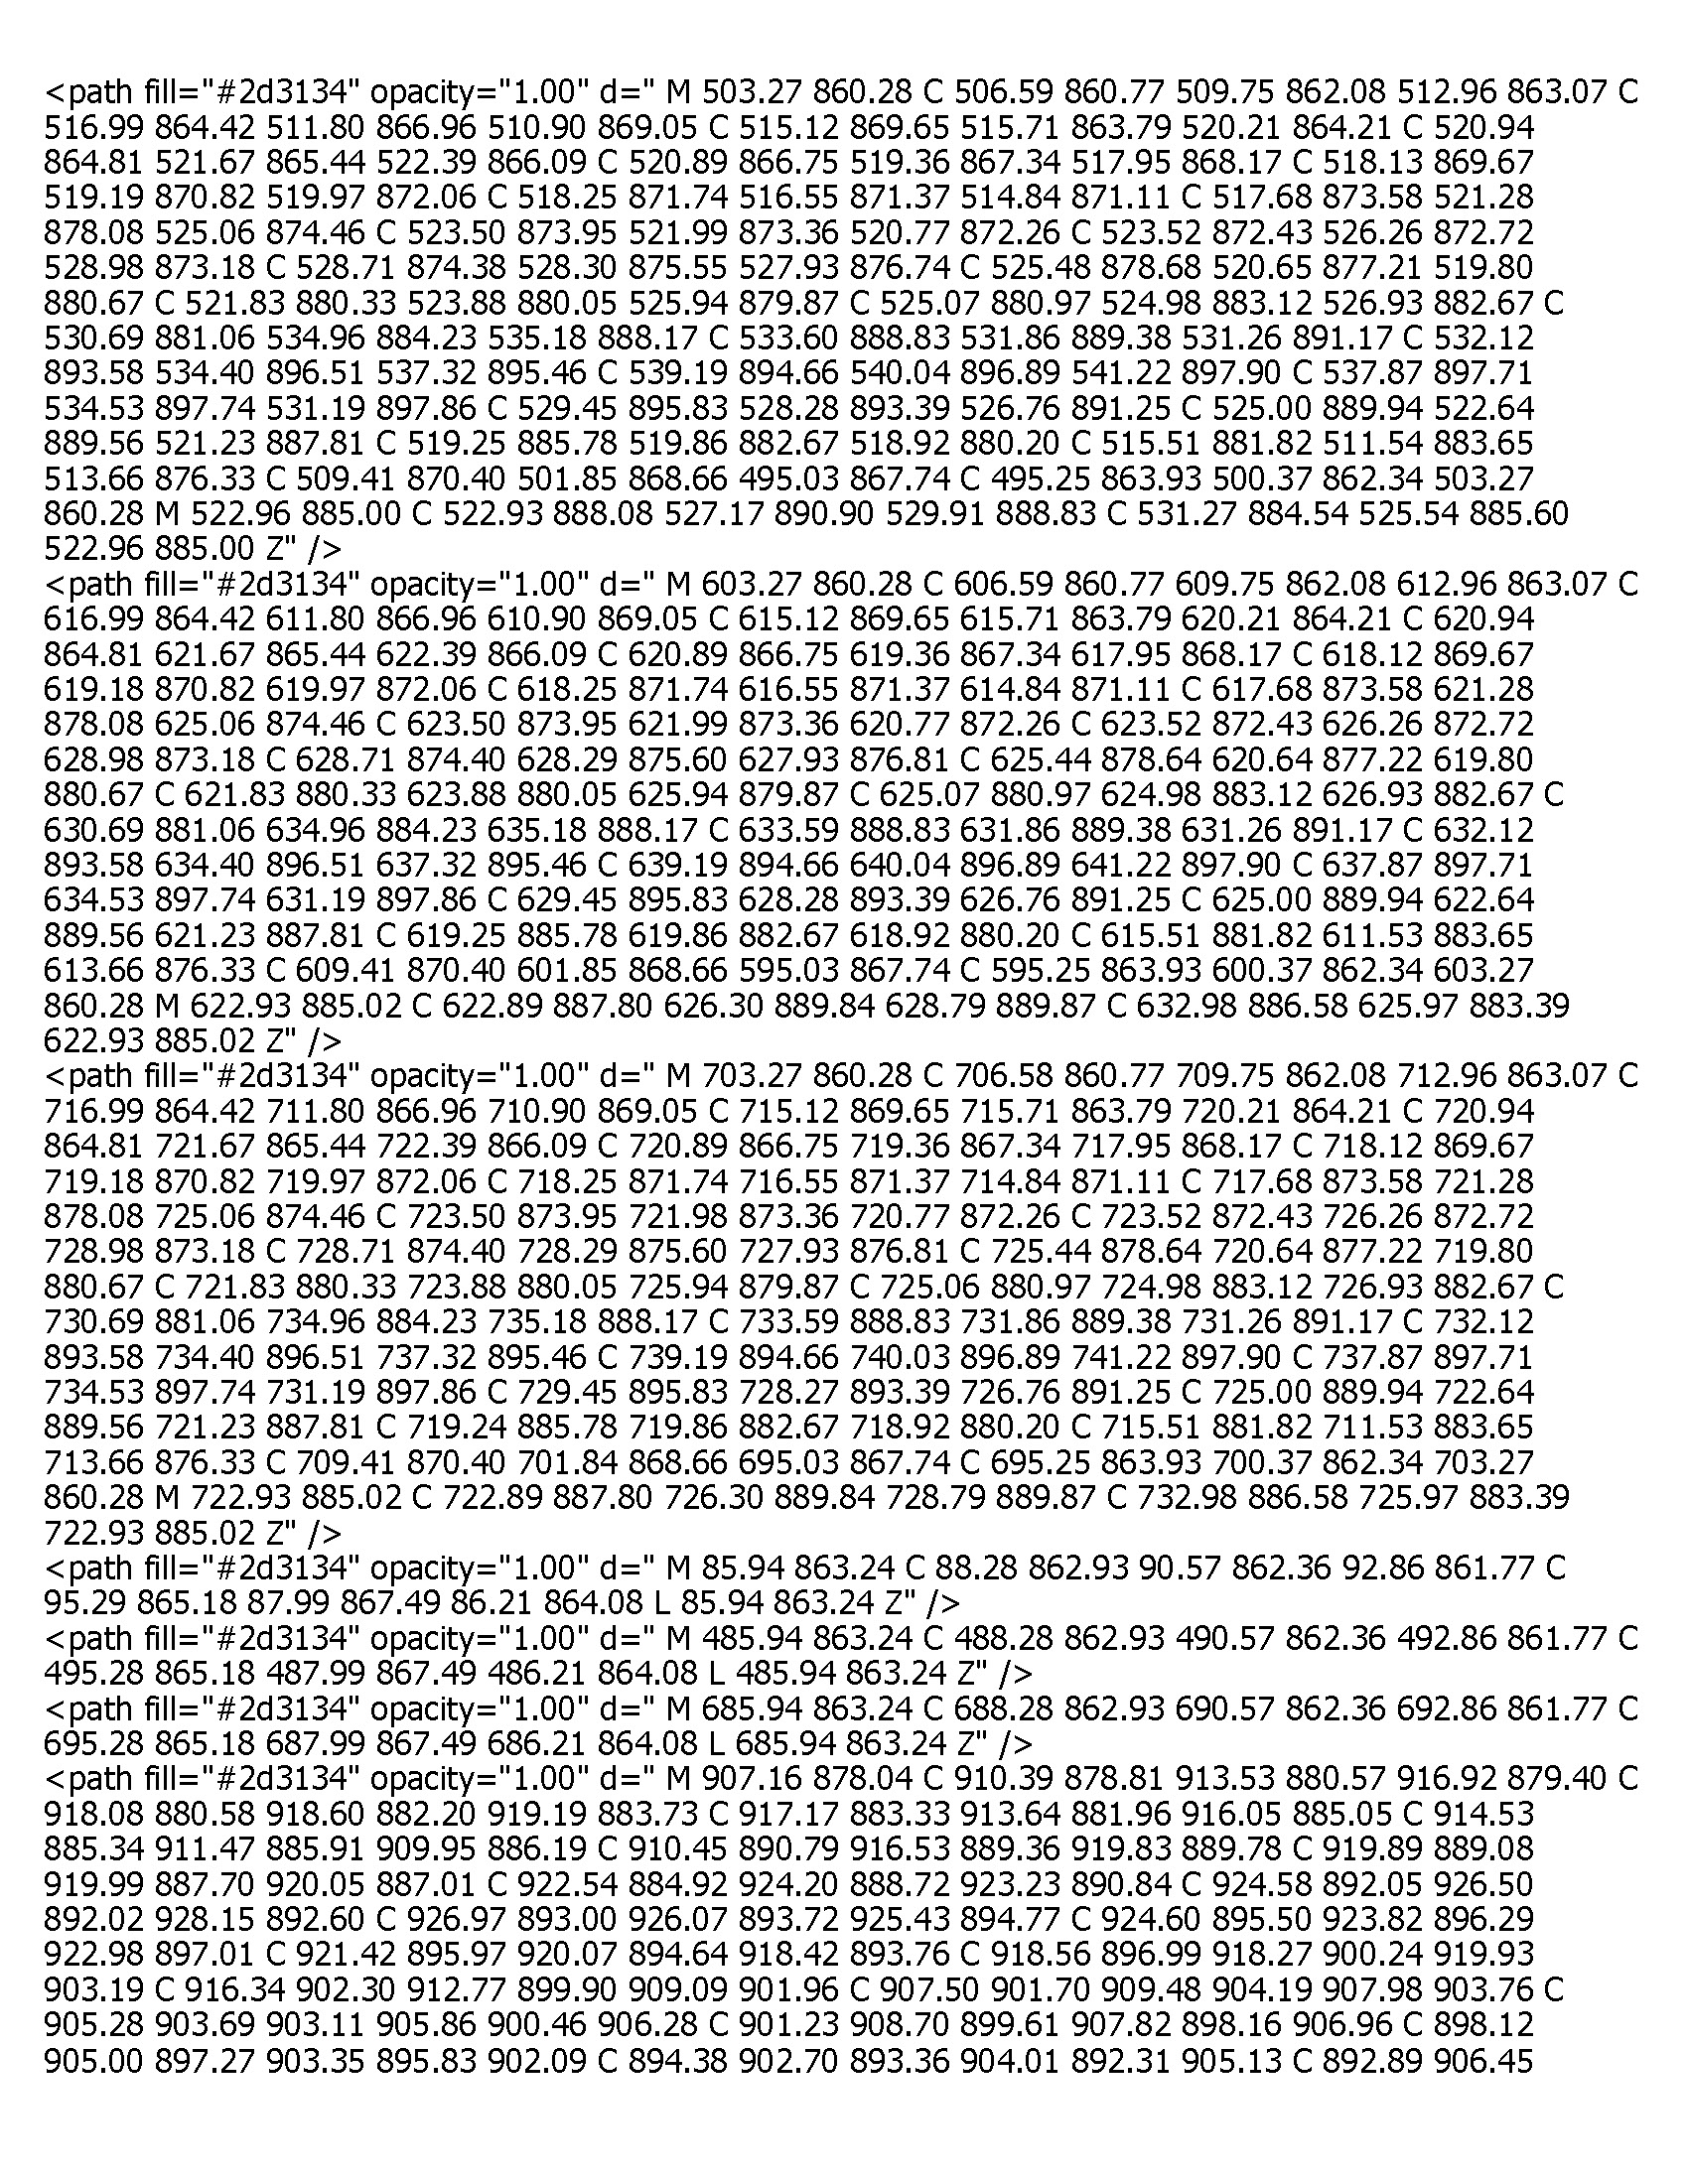 <path fill="#2d3134" opacity="1.00" d=" M 503.27 860.28 C 506.59 860.77 509.75 862.08 512.96 863.07 C
516.99 864.42 511.80 866.96 510.90 869.05 C 515.12 869.65 515.71 863.79 520.21 864.21 C 520.94
864.81 521.67 865.44 522.39 866.09 C 520.89 866.75 519.36 867.34 517.95 868.17 C 518.13 869.67
519.19 870.82 519.97 872.06 C 518.25 871.74 516.55 871.37 514.84 871.11 C 517.68 873.58 521.28
878.08 525.06 874.46 C 523.50 873.95 521.99 873.36 520.77 872.26 C 523.52 872.43 526.26 872.72
528.98 873.18 C 528.71 874.38 528.30 875.55 527.93 876.74 C 525.48 878.68 520.65 877.21 519.80
880.67 C 521.83 880.33 523.88 880.05 525.94 879.87 C 525.07 880.97 524.98 883.12 526.93 882.67 C
530.69 881.06 534.96 884.23 535.18 888.17 C 533.60 888.83 531.86 889.38 531.26 891.17 C 532.12
893.58 534.40 896.51 537.32 895.46 C 539.19 894.66 540.04 896.89 541.22 897.90 C 537.87 897.71
534.53 897.74 531.19 897.86 C 529.45 895.83 528.28 893.39 526.76 891.25 C 525.00 889.94 522.64
889.56 521.23 887.81 C 519.25 885.78 519.86 882.67 518.92 880.20 C 515.51 881.82 511.54 883.65
513.66 876.33 C 509.41 870.40 501.85 868.66 495.03 867.74 C 495.25 863.93 500.37 862.34 503.27
860.28 M 522.96 885.00 C 522.93 888.08 527.17 890.90 529.91 888.83 C 531.27 884.54 525.54 885.60
522.96 885.00 Z" />
<path fill="#2d3134" opacity="1.00" d=" M 603.27 860.28 C 606.59 860.77 609.75 862.08 612.96 863.07 C
616.99 864.42 611.80 866.96 610.90 869.05 C 615.12 869.65 615.71 863.79 620.21 864.21 C 620.94
864.81 621.67 865.44 622.39 866.09 C 620.89 866.75 619.36 867.34 617.95 868.17 C 618.12 869.67
619.18 870.82 619.97 872.06 C 618.25 871.74 616.55 871.37 614.84 871.11 C 617.68 873.58 621.28
878.08 625.06 874.46 C 623.50 873.95 621.99 873.36 620.77 872.26 C 623.52 872.43 626.26 872.72
628.98 873.18 C 628.71 874.40 628.29 875.60 627.93 876.81 C 625.44 878.64 620.64 877.22 619.80
880.67 C 621.83 880.33 623.88 880.05 625.94 879.87 C 625.07 880.97 624.98 883.12 626.93 882.67 C
630.69 881.06 634.96 884.23 635.18 888.17 C 633.59 888.83 631.86 889.38 631.26 891.17 C 632.12
893.58 634.40 896.51 637.32 895.46 C 639.19 894.66 640.04 896.89 641.22 897.90 C 637.87 897.71
634.53 897.74 631.19 897.86 C 629.45 895.83 628.28 893.39 626.76 891.25 C 625.00 889.94 622.64
889.56 621.23 887.81 C 619.25 885.78 619.86 882.67 618.92 880.20 C 615.51 881.82 611.53 883.65
613.66 876.33 C 609.41 870.40 601.85 868.66 595.03 867.74 C 595.25 863.93 600.37 862.34 603.27
860.28 M 622.93 885.02 C 622.89 887.80 626.30 889.84 628.79 889.87 C 632.98 886.58 625.97 883.39
622.93 885.02 Z" />
<path fill="#2d3134" opacity="1.00" d=" M 703.27 860.28 C 706.58 860.77 709.75 862.08 712.96 863.07 C
716.99 864.42 711.80 866.96 710.90 869.05 C 715.12 869.65 715.71 863.79 720.21 864.21 C 720.94
864.81 721.67 865.44 722.39 866.09 C 720.89 866.75 719.36 867.34 717.95 868.17 C 718.12 869.67
719.18 870.82 719.97 872.06 C 718.25 871.74 716.55 871.37 714.84 871.11 C 717.68 873.58 721.28
878.08 725.06 874.46 C 723.50 873.95 721.98 873.36 720.77 872.26 C 723.52 872.43 726.26 872.72
728.98 873.18 C 728.71 874.40 728.29 875.60 727.93 876.81 C 725.44 878.64 720.64 877.22 719.80
880.67 C 721.83 880.33 723.88 880.05 725.94 879.87 C 725.06 880.97 724.98 883.12 726.93 882.67 C
730.69 881.06 734.96 884.23 735.18 888.17 C 733.59 888.83 731.86 889.38 731.26 891.17 C 732.12
893.58 734.40 896.51 737.32 895.46 C 739.19 894.66 740.03 896.89 741.22 897.90 C 737.87 897.71
734.53 897.74 731.19 897.86 C 729.45 895.83 728.27 893.39 726.76 891.25 C 725.00 889.94 722.64
889.56 721.23 887.81 C 719.24 885.78 719.86 882.67 718.92 880.20 C 715.51 881.82 711.53 883.65
713.66 876.33 C 709.41 870.40 701.84 868.66 695.03 867.74 C 695.25 863.93 700.37 862.34 703.27
860.28 M 722.93 885.02 C 722.89 887.80 726.30 889.84 728.79 889.87 C 732.98 886.58 725.97 883.39
722.93 885.02 Z" />
<path fill="#2d3134" opacity="1.00" d=" M 85.94 863.24 C 88.28 862.93 90.57 862.36 92.86 861.77 C
95.29 865.18 87.99 867.49 86.21 864.08 L 85.94 863.24 Z" />
<path fill="#2d3134" opacity="1.00" d=" M 485.94 863.24 C 488.28 862.93 490.57 862.36 492.86 861.77 C
495.28 865.18 487.99 867.49 486.21 864.08 L 485.94 863.24 Z" />
<path fill="#2d3134" opacity="1.00" d=" M 685.94 863.24 C 688.28 862.93 690.57 862.36 692.86 861.77 C
695.28 865.18 687.99 867.49 686.21 864.08 L 685.94 863.24 Z" />
<path fill="#2d3134" opacity="1.00" d=" M 907.16 878.04 C 910.39 878.81 913.53 880.57 916.92 879.40 C
918.08 880.58 918.60 882.20 919.19 883.73 C 917.17 883.33 913.64 881.96 916.05 885.05 C 914.53
885.34 911.47 885.91 909.95 886.19 C 910.45 890.79 916.53 889.36 919.83 889.78 C 919.89 889.08
919.99 887.70 920.05 887.01 C 922.54 884.92 924.20 888.72 923.23 890.84 C 924.58 892.05 926.50
892.02 928.15 892.60 C 926.97 893.00 926.07 893.72 925.43 894.77 C 924.60 895.50 923.82 896.29
922.98 897.01 C 921.42 895.97 920.07 894.64 918.42 893.76 C 918.56 896.99 918.27 900.24 919.93
903.19 C 916.34 902.30 912.77 899.90 909.09 901.96 C 907.50 901.70 909.48 904.19 907.98 903.76 C
905.28 903.69 903.11 905.86 900.46 906.28 C 901.23 908.70 899.61 907.82 898.16 906.96 C 898.12
905.00 897.27 903.35 895.83 902.09 C 894.38 902.70 893.36 904.01 892.31 905.13 C 892.89 906.45